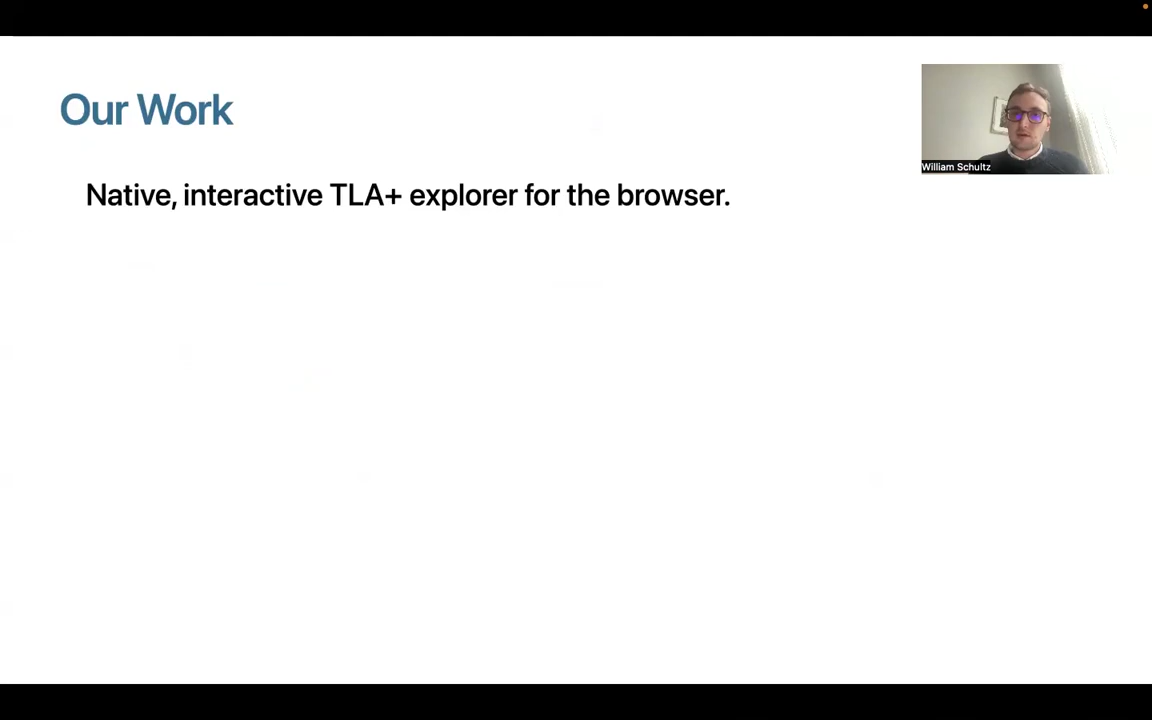 Our Work
Native, interactive TLA+ explorer for the browser.
William Schultz